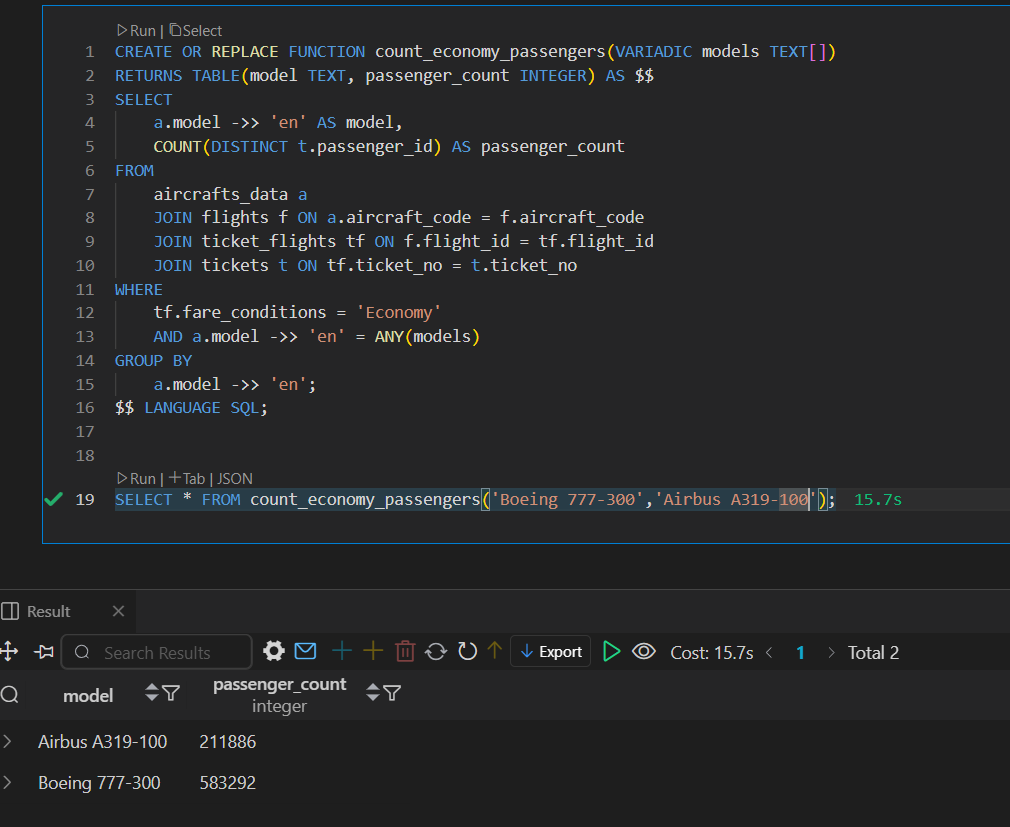 Run | Select
1 CREATE OR REPLACE FUNCTION count_economy_passengers(VARIADIC models TEXT[])
2 RETURNS TABLE(model TEXT, passenger_count INTEGER) AS $$
3 SELECT
4 a.model ->> 'en' AS model,
5 COUNT(DISTINCT t.passenger_id) AS passenger_count
6 FROM
7 aircrafts_data a
8 JOIN flights f ON a.aircraft_code = f.aircraft_code
9 JOIN ticket_flights tf ON f.flight_id = tf.flight_id
10 JOIN tickets t ON tf.ticket_no = t.ticket_no
11 WHERE
12 tf.fare_conditions = 'Economy'
13 AND a.model ->> 'en' = ANY(models)
14 GROUP BY
15 a.model ->> 'en';
16 $$ LANGUAGE SQL;
17
18
Run | +Tab | JSON
19 SELECT * FROM count_economy_passengers('Boeing 777-300','Airbus A319-100'); 15.7s
Result
Search Results Export Cost: 15.7s < 1 > Total 2
model passenger_count
integer
Airbus A319-100 211886
Boeing 777-300 583292